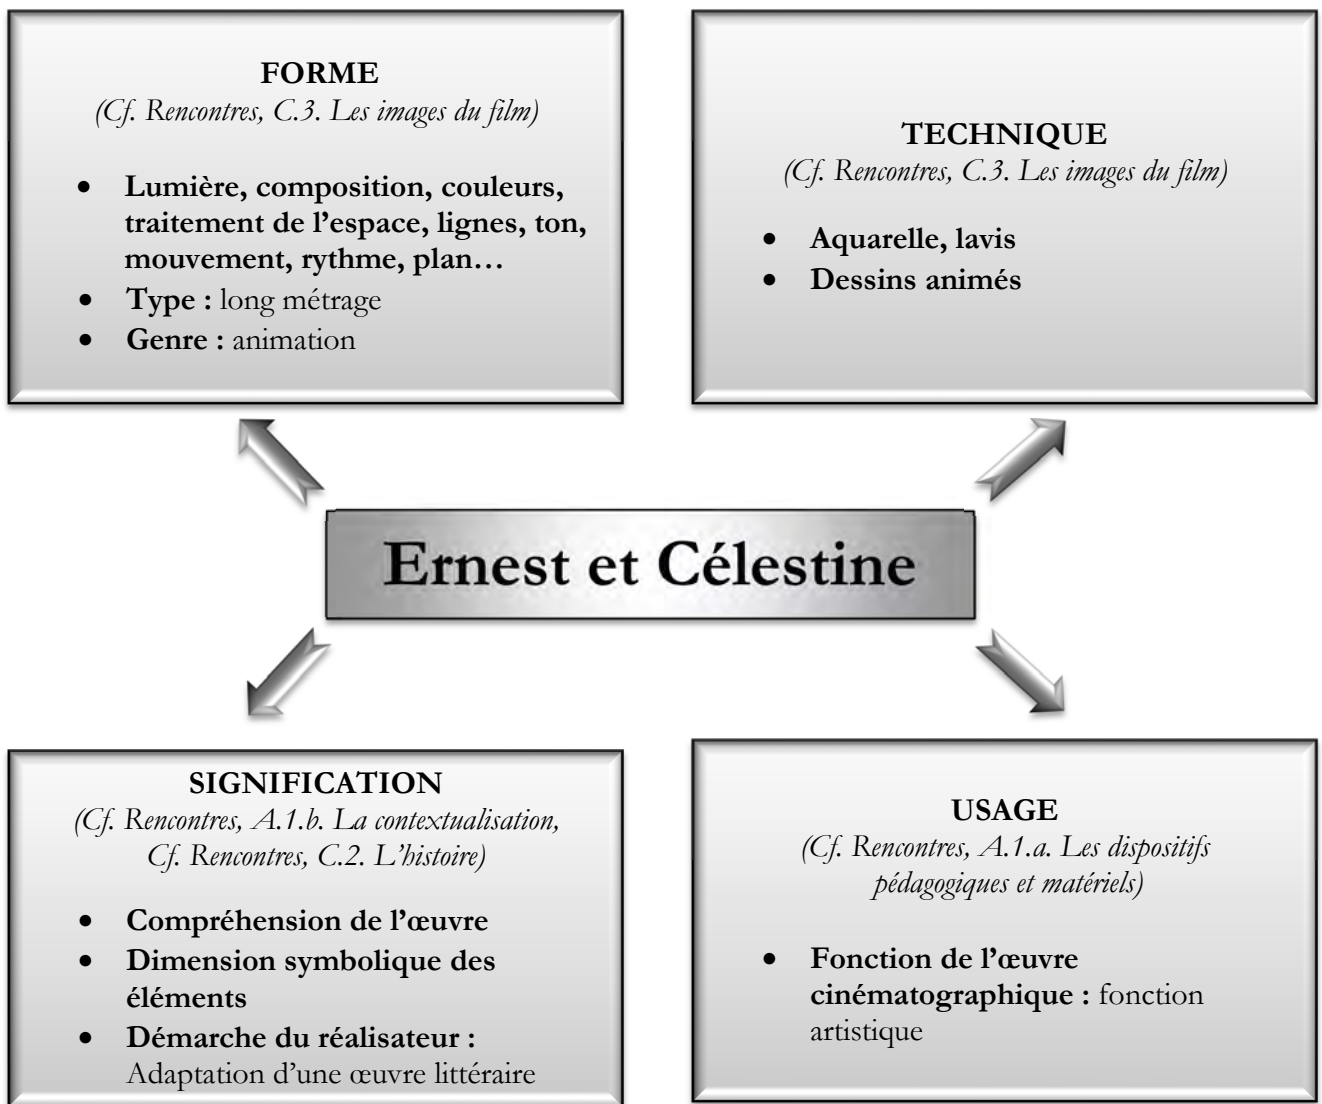 FORME
(Cf. Rencontres, C.3. Les images du film)
• Lumière, composition, couleurs,
traitement de l’espace, lignes, ton,
mouvement, rythme, plan…
• Type : long métrage
• Genre : animation
TECHNIQUE
(Cf. Rencontres, C.3. Les images du film)
• Aquarelle, lavis
• Dessins animés
Ernest et Célestine
SIGNIFICATION
(Cf. Rencontres, A.1.b. La contextualisation,
Cf. Rencontres, C.2. L’histoire)
• Compréhension de l’œuvre
• Dimension symbolique des
éléments
• Démarche du réalisateur :
Adaptation d’une œuvre littéraire
USAGE
(Cf. Rencontres, A.1.a. Les dispositifs
pédagogiques et matériels)
• Fonction de l’œuvre
cinématographique : fonction
artistique